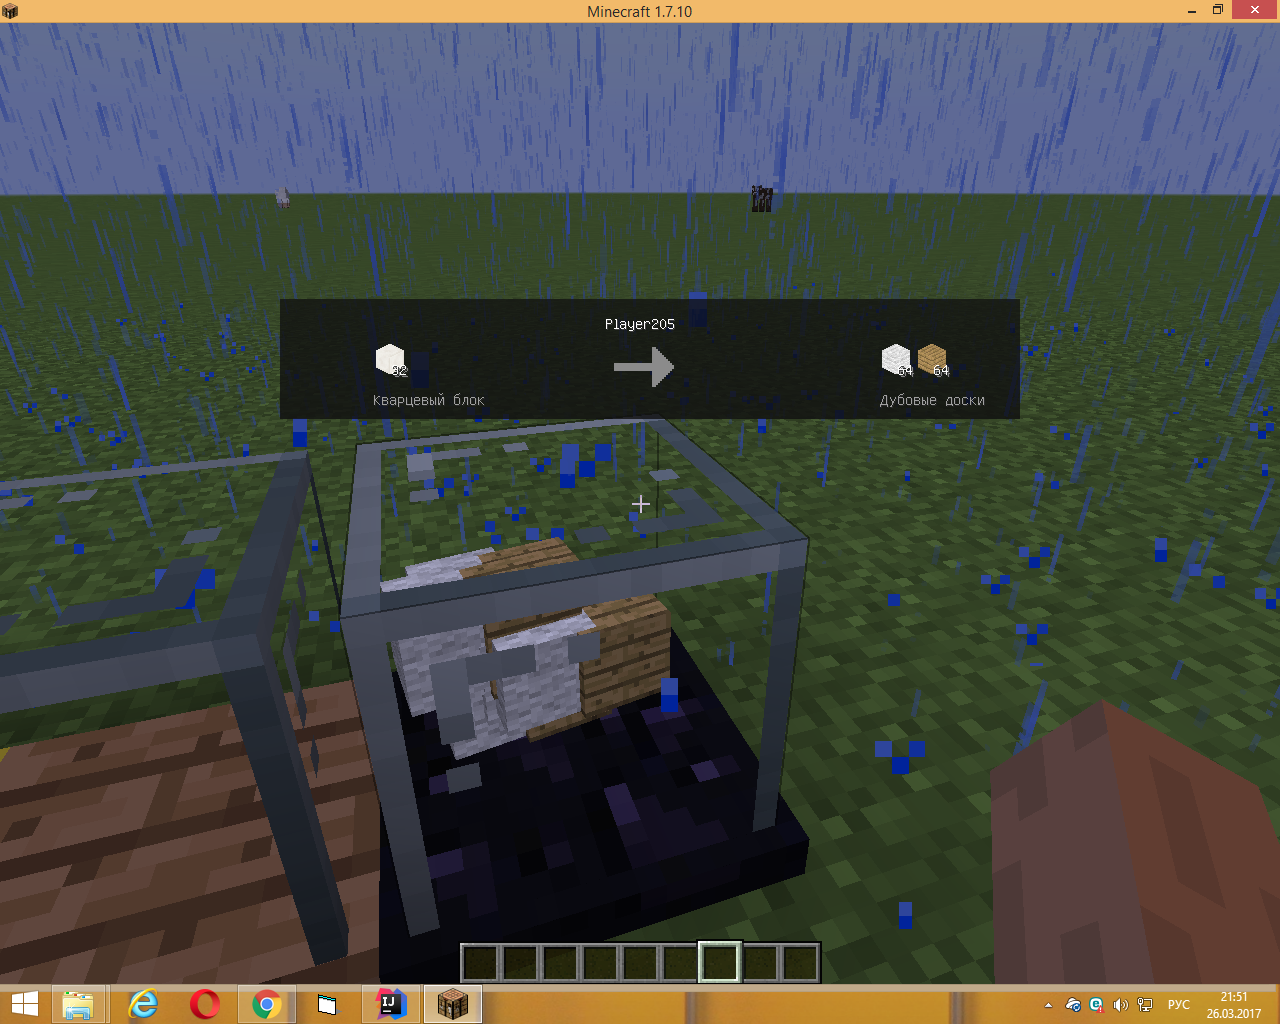 Minecraft 1.7.10
Player205
32
64
64
Кварцевый блок
Дубовые доски
РУС
21:51
26.03.2017